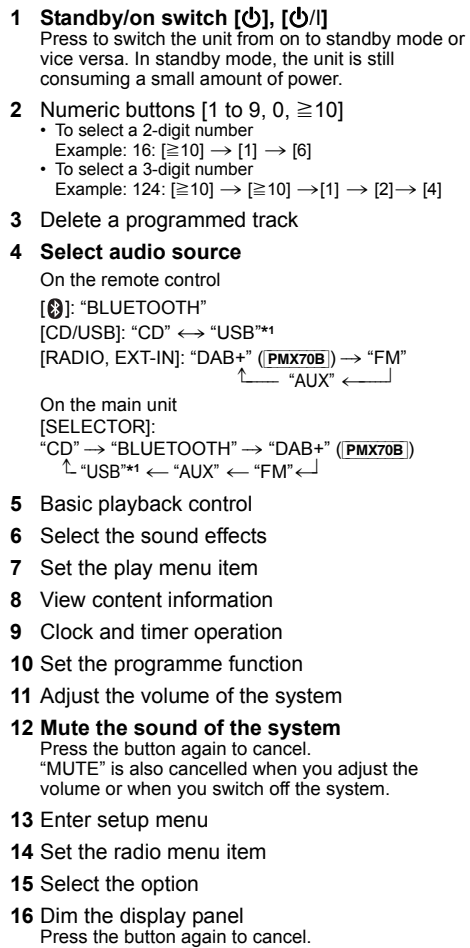 1 Standby/on switch [⏻], [⏻/I]
Press to switch the unit from on to standby mode or
vice versa. In standby mode, the unit is still
consuming a small amount of power.
2 Numeric buttons [1 to 9, 0, ≧10]
• To select a 2-digit number
Example: 16: [≧10] → [1] → [6]
• To select a 3-digit number
Example: 124: [≧10] → [≧10] →[1] → [2]→ [4]
3 Delete a programmed track
4 Select audio source
On the remote control
[ ]: “BLUETOOTH”
[CD/USB]: “CD” ←→ “USB”*1
[RADIO, EXT-IN]: “DAB+” (PMX70B) → “FM”
↑ “AUX” ←
On the main unit
[SELECTOR]:
“CD” → “BLUETOOTH” → “DAB+” (PMX70B)
↑ “USB”*1 ← “AUX” ← “FM” ←
5 Basic playback control
6 Select the sound effects
7 Set the play menu item
8 View content information
9 Clock and timer operation
10 Set the programme function
11 Adjust the volume of the system
12 Mute the sound of the system
Press the button again to cancel.
“MUTE” is also cancelled when you adjust the
volume or when you switch off the system.
13 Enter setup menu
14 Set the radio menu item
15 Select the option
16 Dim the display panel
Press the button again to cancel.